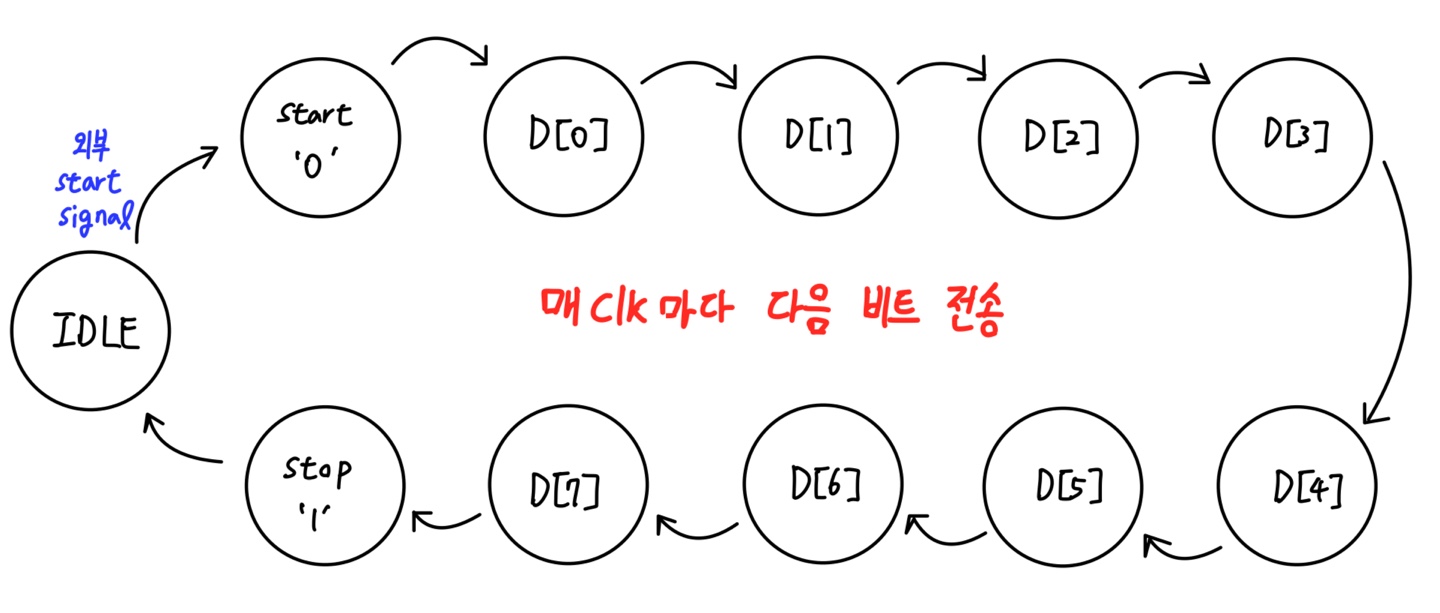 외부
start
signal
IDLE
start
'0'
D[0]
D[1]
D[2]
D[3]
매 clk 마다 다음 비트 전송
D[4]
D[5]
D[6]
D[7]
stop
'1'